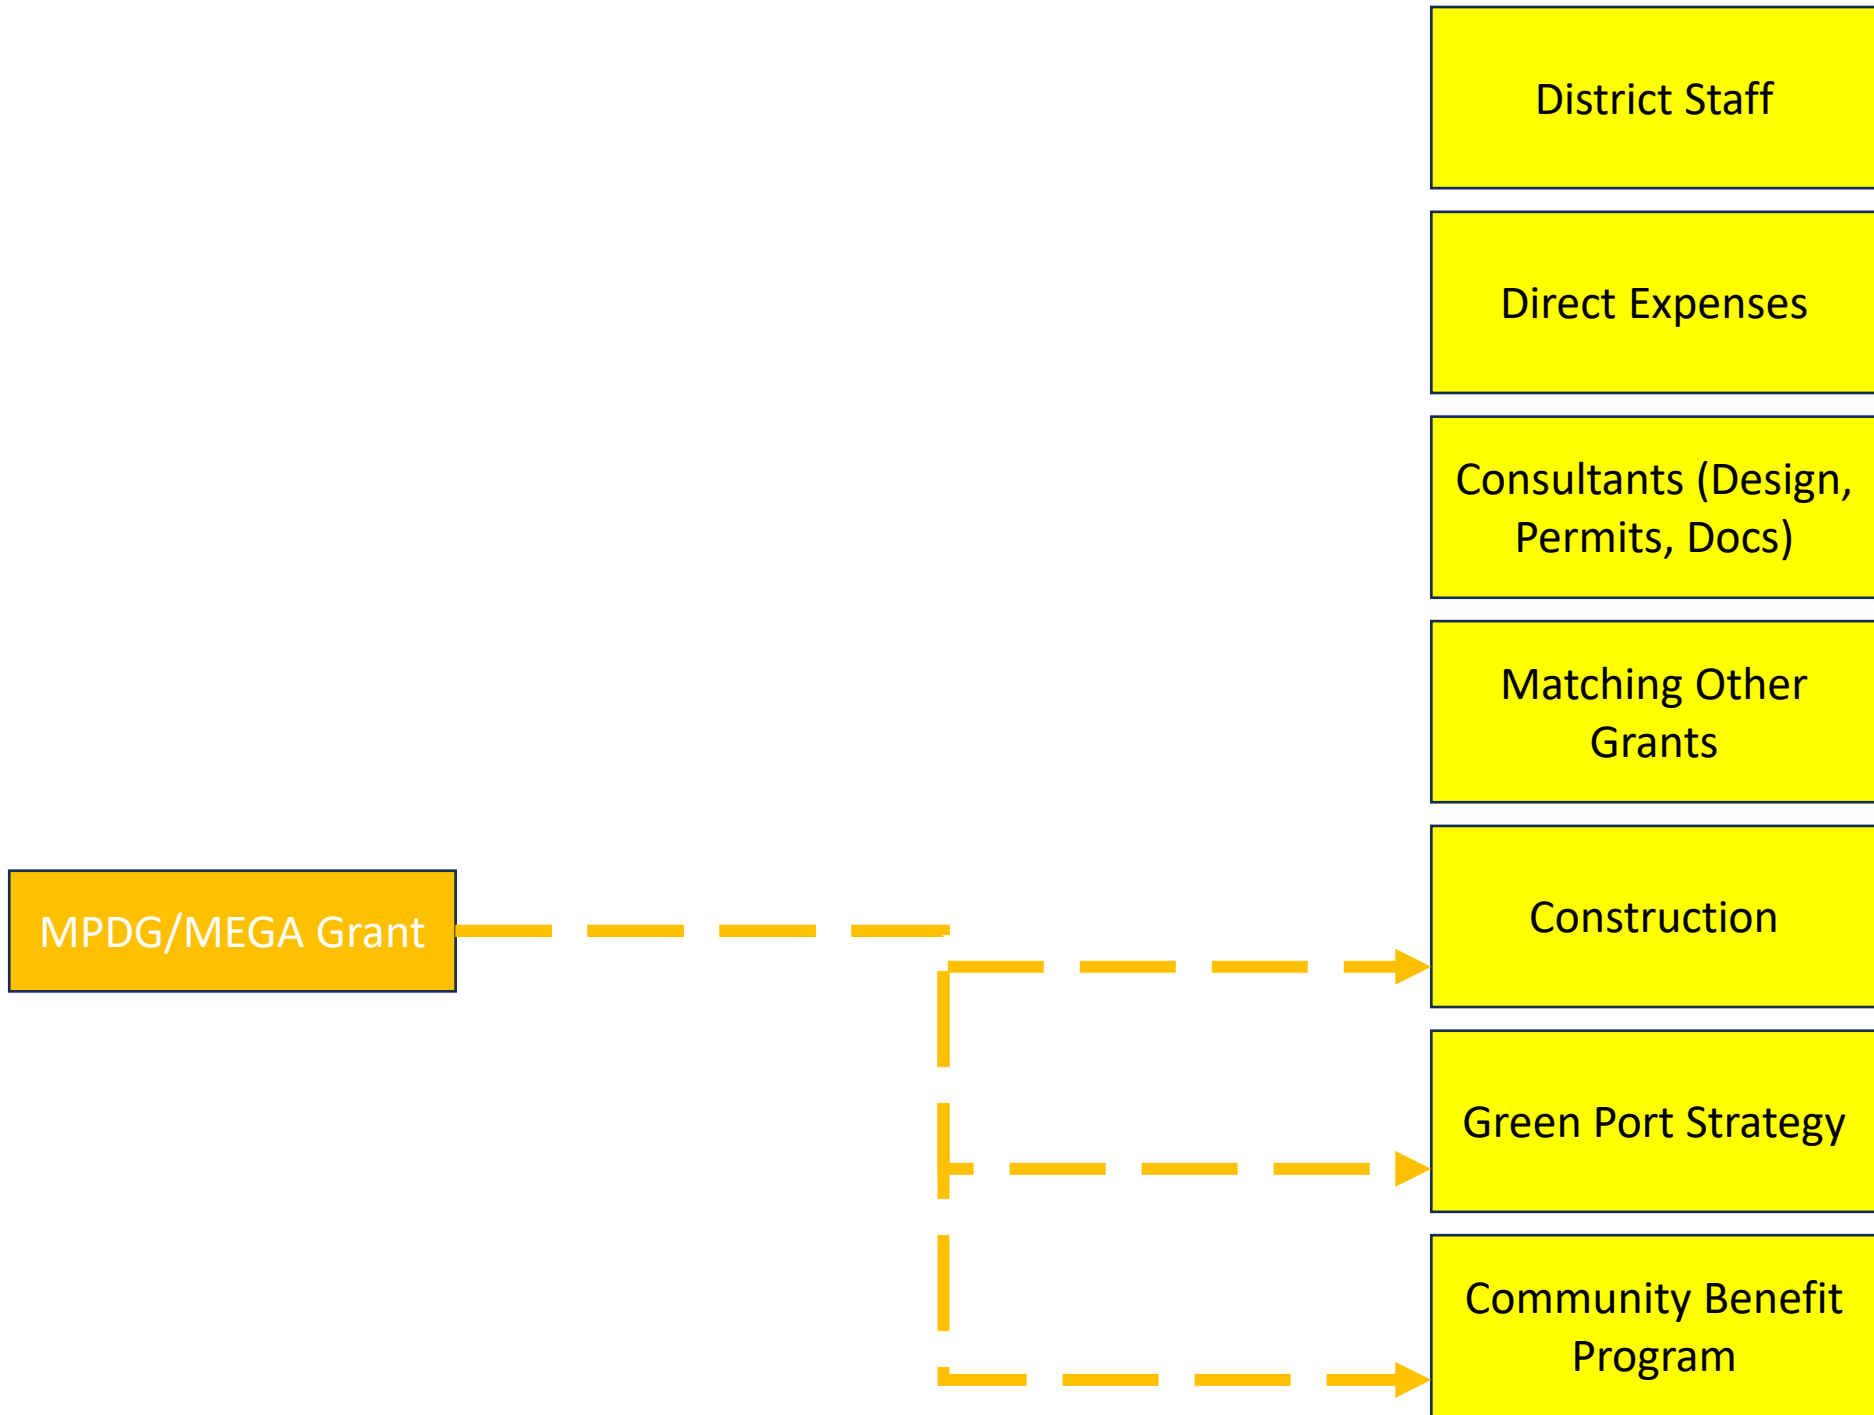 District Staff
Direct Expenses
Consultants (Design,
Permits, Docs)
Matching Other
Grants
MPDG/MEGA Grant
Construction
Green Port Strategy
Community Benefit
Program